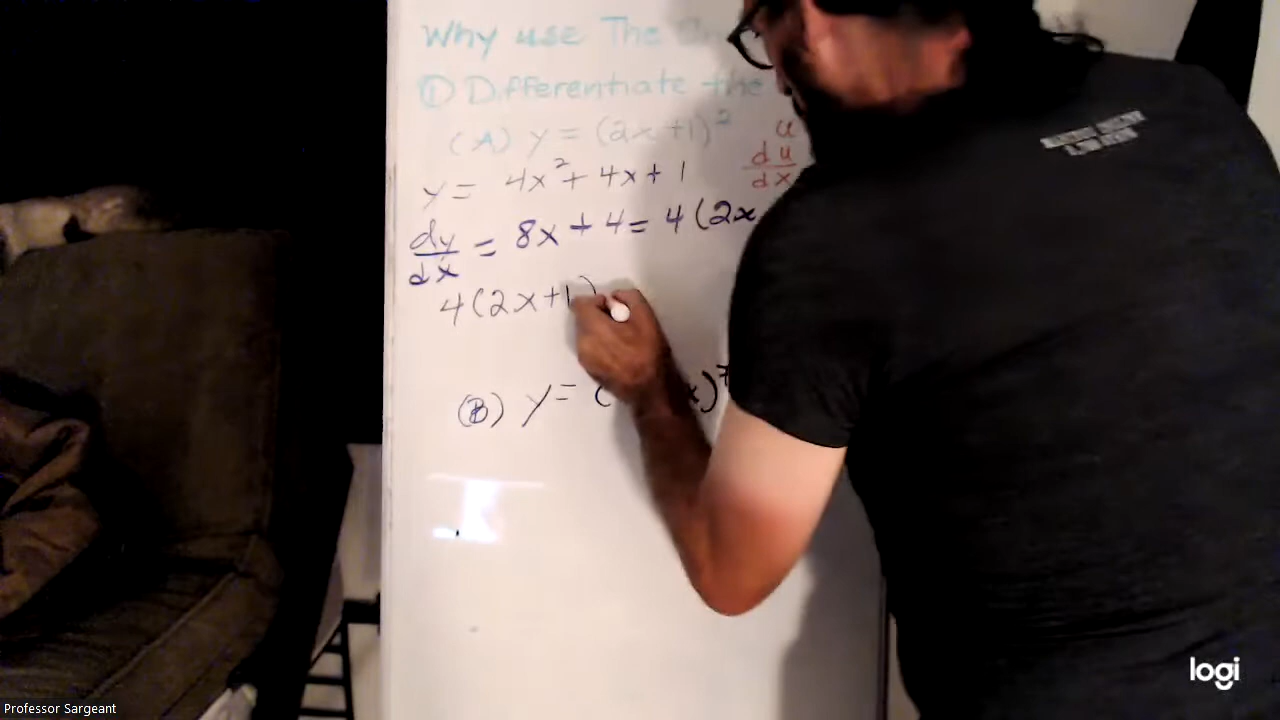 Why use The
① Differentiate the
(A) y = (2x+1)²
u
y = 4x² + 4x + 1
du
dx
dy/dx = 8x + 4 = 4(2x
4(2x+1)
(B) y = ( x)⁷
logi
Professor Sargeant